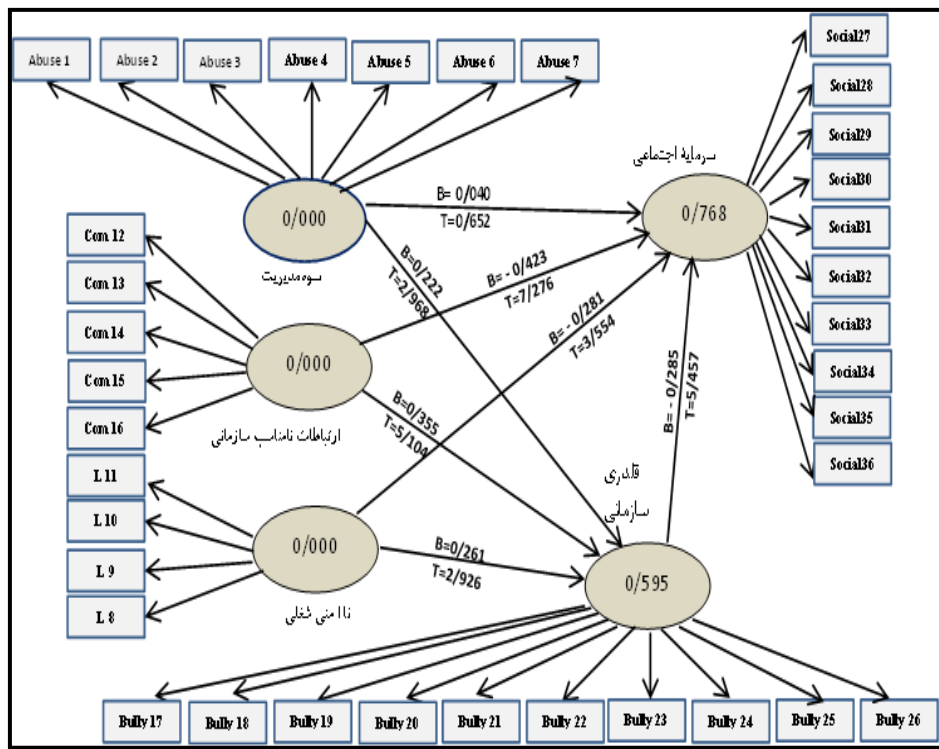 Abuse 1
Abuse 2
Abuse 3
Abuse 4
Abuse 5
Abuse 6
Abuse 7
Social27
Social28
Social29
Social30
Social31
Social32
Social33
Social34
Social35
Social36
سرمایهٔ اجتماعی
0/768
0/000
سوء مدیریت
B= 0/040
T=0/652
B=0/222
T=2/968
Com 12
Com 13
Com 14
Com 15
Com 16
0/000
ارتباطات نامناسب سازمانی
B= - 0/423
T=7/276
B=0/355
T=5/104
B= - 0/281
T=3/554
B= - 0/285
T=5/457
L 11
L 10
L 9
L 8
0/000
ناامنی شغلی
B=0/261
T=2/926
قلدری
سازمانی
0/595
Bully 17
Bully 18
Bully 19
Bully 20
Bully 21
Bully 22
Bully 23
Bully 24
Bully 25
Bully 26